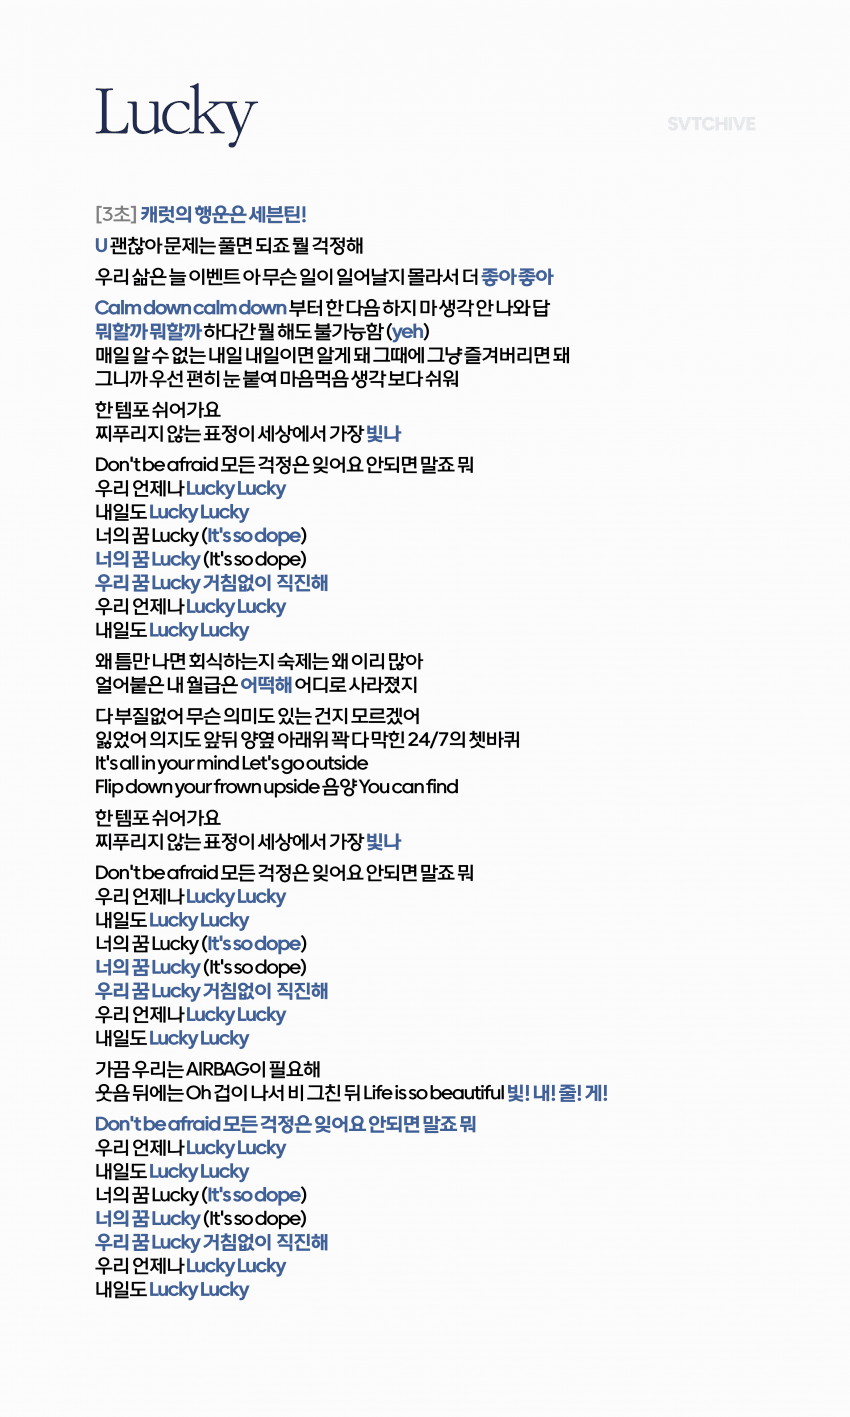 Lucky
SVTCHIVE
[3초] 캐럿의 행운은 세븐틴!
U 괜찮아 문제는 풀면 되죠 뭘 걱정해
우리 삶은 늘 이벤트 아 무슨 일이 일어날지 몰라서 더 좋아 좋아
Calm down calm down 부터 한 다음 하지 마 생각 안 나와 답
뭐할까 뭐할까 하다간 뭘 해도 불가능함 (yeh)
매일 알 수 없는 내일 내일이면 알게 돼 그때에 그냥 즐겨버리면 돼
그니까 우선 편히 눈 붙여 마음먹음 생각 보다 쉬워
한 템포 쉬어가요
찌푸리지 않는 표정이 세상에서 가장 빛나
Don't be afraid 모든 걱정은 잊어요 안되면 말죠 뭐
우리 언제나 Lucky Lucky
내일도 Lucky Lucky
너의 꿈 Lucky (It's so dope)
너의 꿈 Lucky (It's so dope)
우리 꿈 Lucky 거침없이 직진해
우리 언제나 Lucky Lucky
내일도 Lucky Lucky
왜 틈만 나면 회식하는지 숙제는 왜 이리 많아
얼어붙은 내 월급은 어떡해 어디로 사라졌지
다 부질없어 무슨 의미도 있는 건지 모르겠어
잃었어 의지도 앞뒤 양옆 아래위 꽉 다 막힌 24/7의 쳇바퀴
It's all in your mind Let's go outside
Flip down your frown upside 음양 You can find
한 템포 쉬어가요
찌푸리지 않는 표정이 세상에서 가장 빛나
Don't be afraid 모든 걱정은 잊어요 안되면 말죠 뭐
우리 언제나 Lucky Lucky
내일도 Lucky Lucky
너의 꿈 Lucky (It's so dope)
너의 꿈 Lucky (It's so dope)
우리 꿈 Lucky 거침없이 직진해
우리 언제나 Lucky Lucky
내일도 Lucky Lucky
가끔 우리는 AIRBAG이 필요해
웃음 뒤에는 Oh 겁이 나서 비 그친 뒤 Life is so beautiful 빛! 내! 줄! 게!
Don't be afraid 모든 걱정은 잊어요 안되면 말죠 뭐
우리 언제나 Lucky Lucky
내일도 Lucky Lucky
너의 꿈 Lucky (It's so dope)
너의 꿈 Lucky (It's so dope)
우리 꿈 Lucky 거침없이 직진해
우리 언제나 Lucky Lucky
내일도 Lucky Lucky